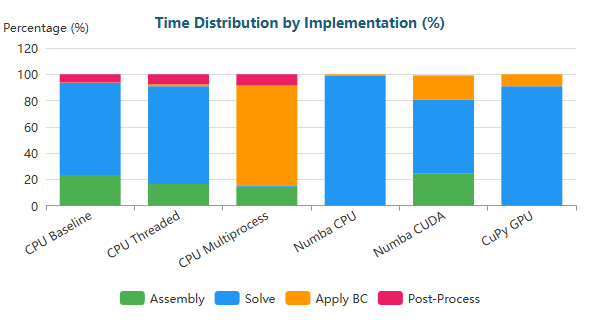 Time Distribution by Implementation (%)
Percentage (%)
120
100
80
60
40
20
0
CPU Baseline
CPU Threaded
CPU Multiprocess
Numba CPU
Numba CUDA
CuPy GPU
Assembly Solve Apply BC Post-Process